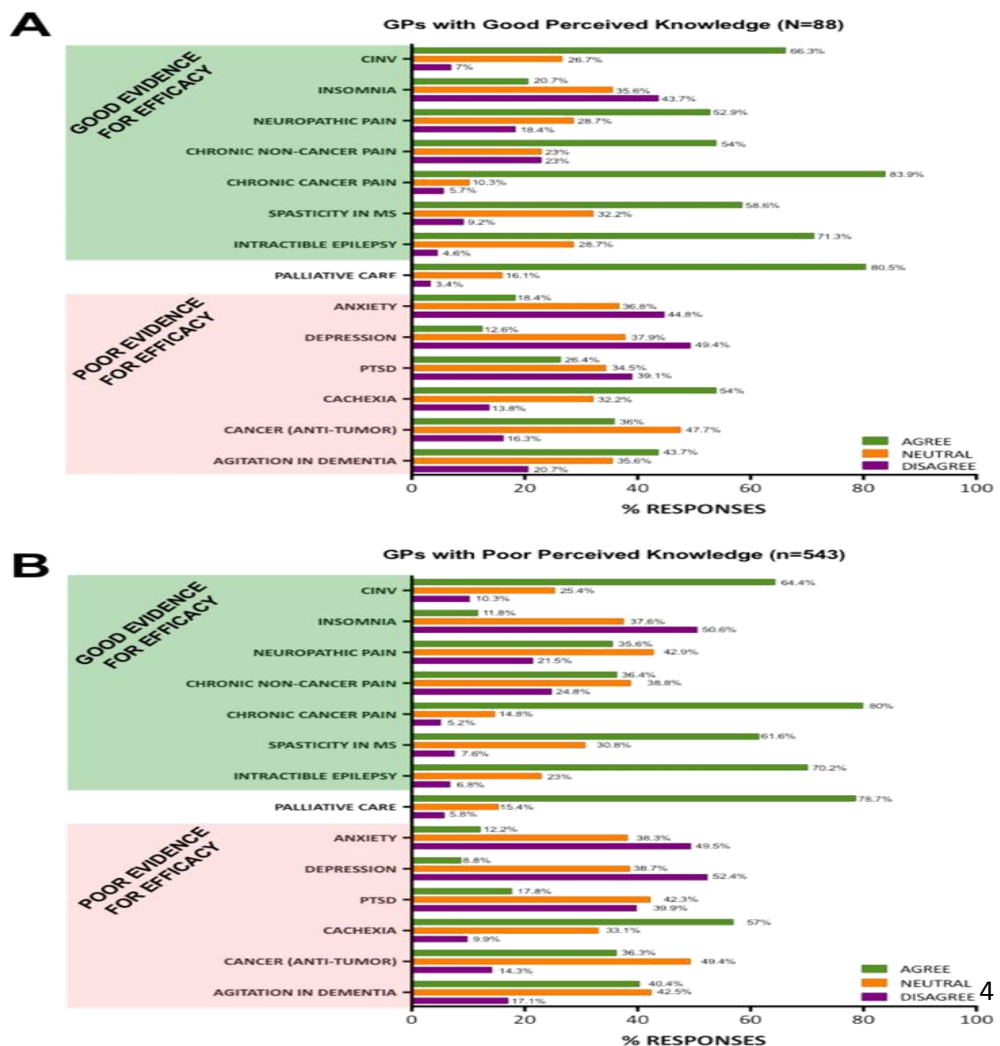 A
GPs with Good Perceived Knowledge (N=88)
GOOD EVIDENCE
FOR EFFICACY
CINV
66.3%
26.7%
7%
INSOMNIA
20.7%
35.6%
43.7%
NEUROPATHIC PAIN
52.9%
28.7%
18.4%
CHRONIC NON-CANCER PAIN
54%
23%
23%
CHRONIC CANCER PAIN
83.9%
10.3%
5.7%
SPASTICITY IN MS
58.6%
32.2%
9.2%
INTRACTIBLE EPILEPSY
71.3%
28.7%
4.6%
PALLIATIVE CARE
80.5%
16.1%
3.4%
POOR EVIDENCE
FOR EFFICACY
ANXIETY
18.4%
36.8%
44.8%
DEPRESSION
12.6%
37.9%
49.4%
PTSD
26.4%
34.5%
39.1%
CACHEXIA
54%
32.2%
13.8%
CANCER (ANTI-TUMOR)
36%
47.7%
16.3%
AGITATION IN DEMENTIA
43.7%
35.6%
20.7%
AGREE
NEUTRAL
DISAGREE
0 20 40 60 80 100
% RESPONSES
B
GPs with Poor Perceived Knowledge (n=543)
GOOD EVIDENCE
FOR EFFICACY
CINV
64.4%
25.4%
10.3%
INSOMNIA
11.8%
37.6%
50.6%
NEUROPATHIC PAIN
35.6%
42.9%
21.5%
CHRONIC NON-CANCER PAIN
36.4%
38.8%
24.8%
CHRONIC CANCER PAIN
80%
14.8%
5.2%
SPASTICITY IN MS
61.6%
30.8%
7.6%
INTRACTIBLE EPILEPSY
70.2%
23%
6.8%
PALLIATIVE CARE
78.7%
15.4%
5.8%
POOR EVIDENCE
FOR EFFICACY
ANXIETY
12.2%
38.3%
49.5%
DEPRESSION
8.8%
38.7%
52.4%
PTSD
17.8%
42.3%
39.9%
CACHEXIA
57%
33.1%
9.9%
CANCER (ANTI-TUMOR)
36.3%
49.4%
14.3%
AGITATION IN DEMENTIA
40.4%
42.5%
17.1%
AGREE
NEUTRAL
DISAGREE
4
0 20 40 60 80 100
% RESPONSES